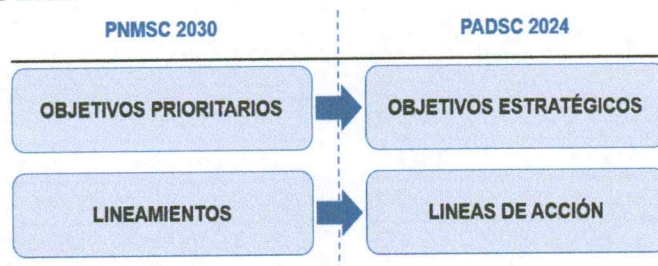 PNMSC 2030
PADSC 2024
OBJETIVOS PRIORITARIOS
OBJETIVOS ESTRATÉGICOS
LINEAMIENTOS
LINEAS DE ACCIÓN